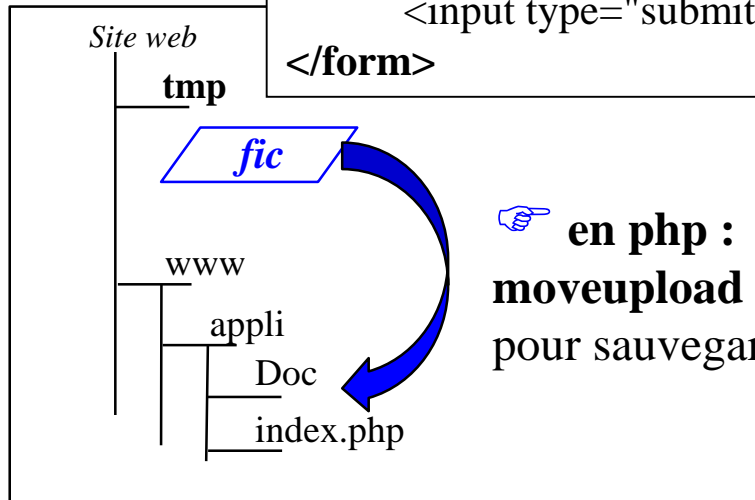 <input type="submit
</form>
Site web
tmp
fic
www
appli
Doc
index.php
☞ en php :
moveupload
pour sauvegar